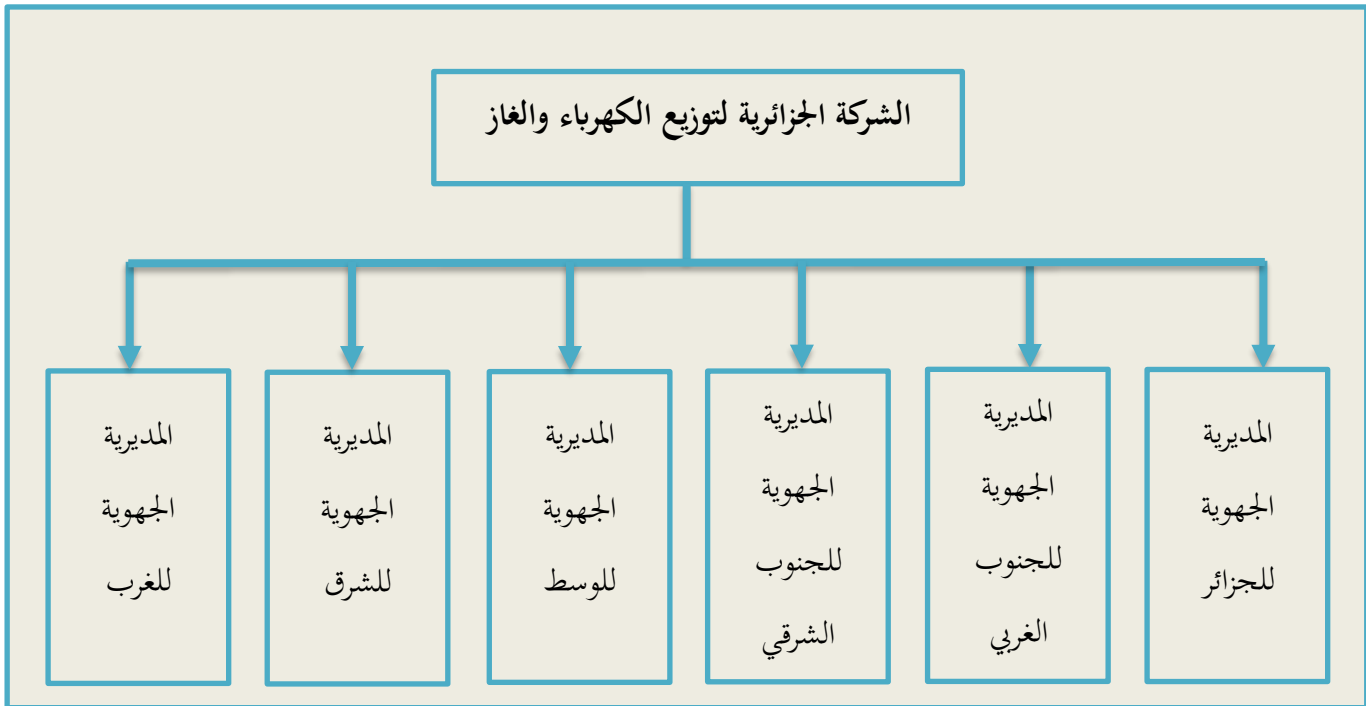 الشركة الجزائرية لتوزيع الكهرباء والغاز
المديرية
الجهوية
للجزائر
المديرية
الجهوية
للجنوب
الغربي
المديرية
الجهوية
للجنوب
الشرقي
المديرية
الجهوية
للوسط
المديرية
الجهوية
للشرق
المديرية
الجهوية
للغرب